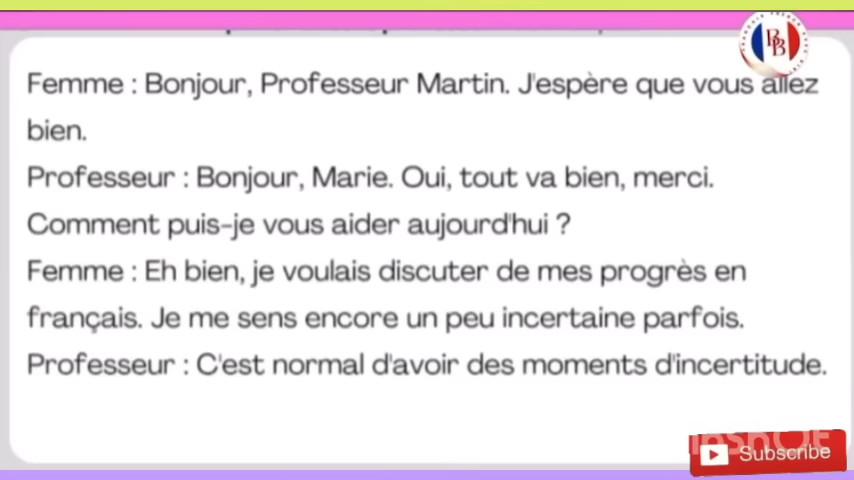 Femme : Bonjour, Professeur Martin. J'espère que vous allez
bien.
Professeur : Bonjour, Marie. Oui, tout va bien, merci.
Comment puis-je vous aider aujourd'hui ?
Femme : Eh bien, je voulais discuter de mes progrès en
français. Je me sens encore un peu incertaine parfois.
Professeur : C'est normal d'avoir des moments d'incertitude.
Subscribe